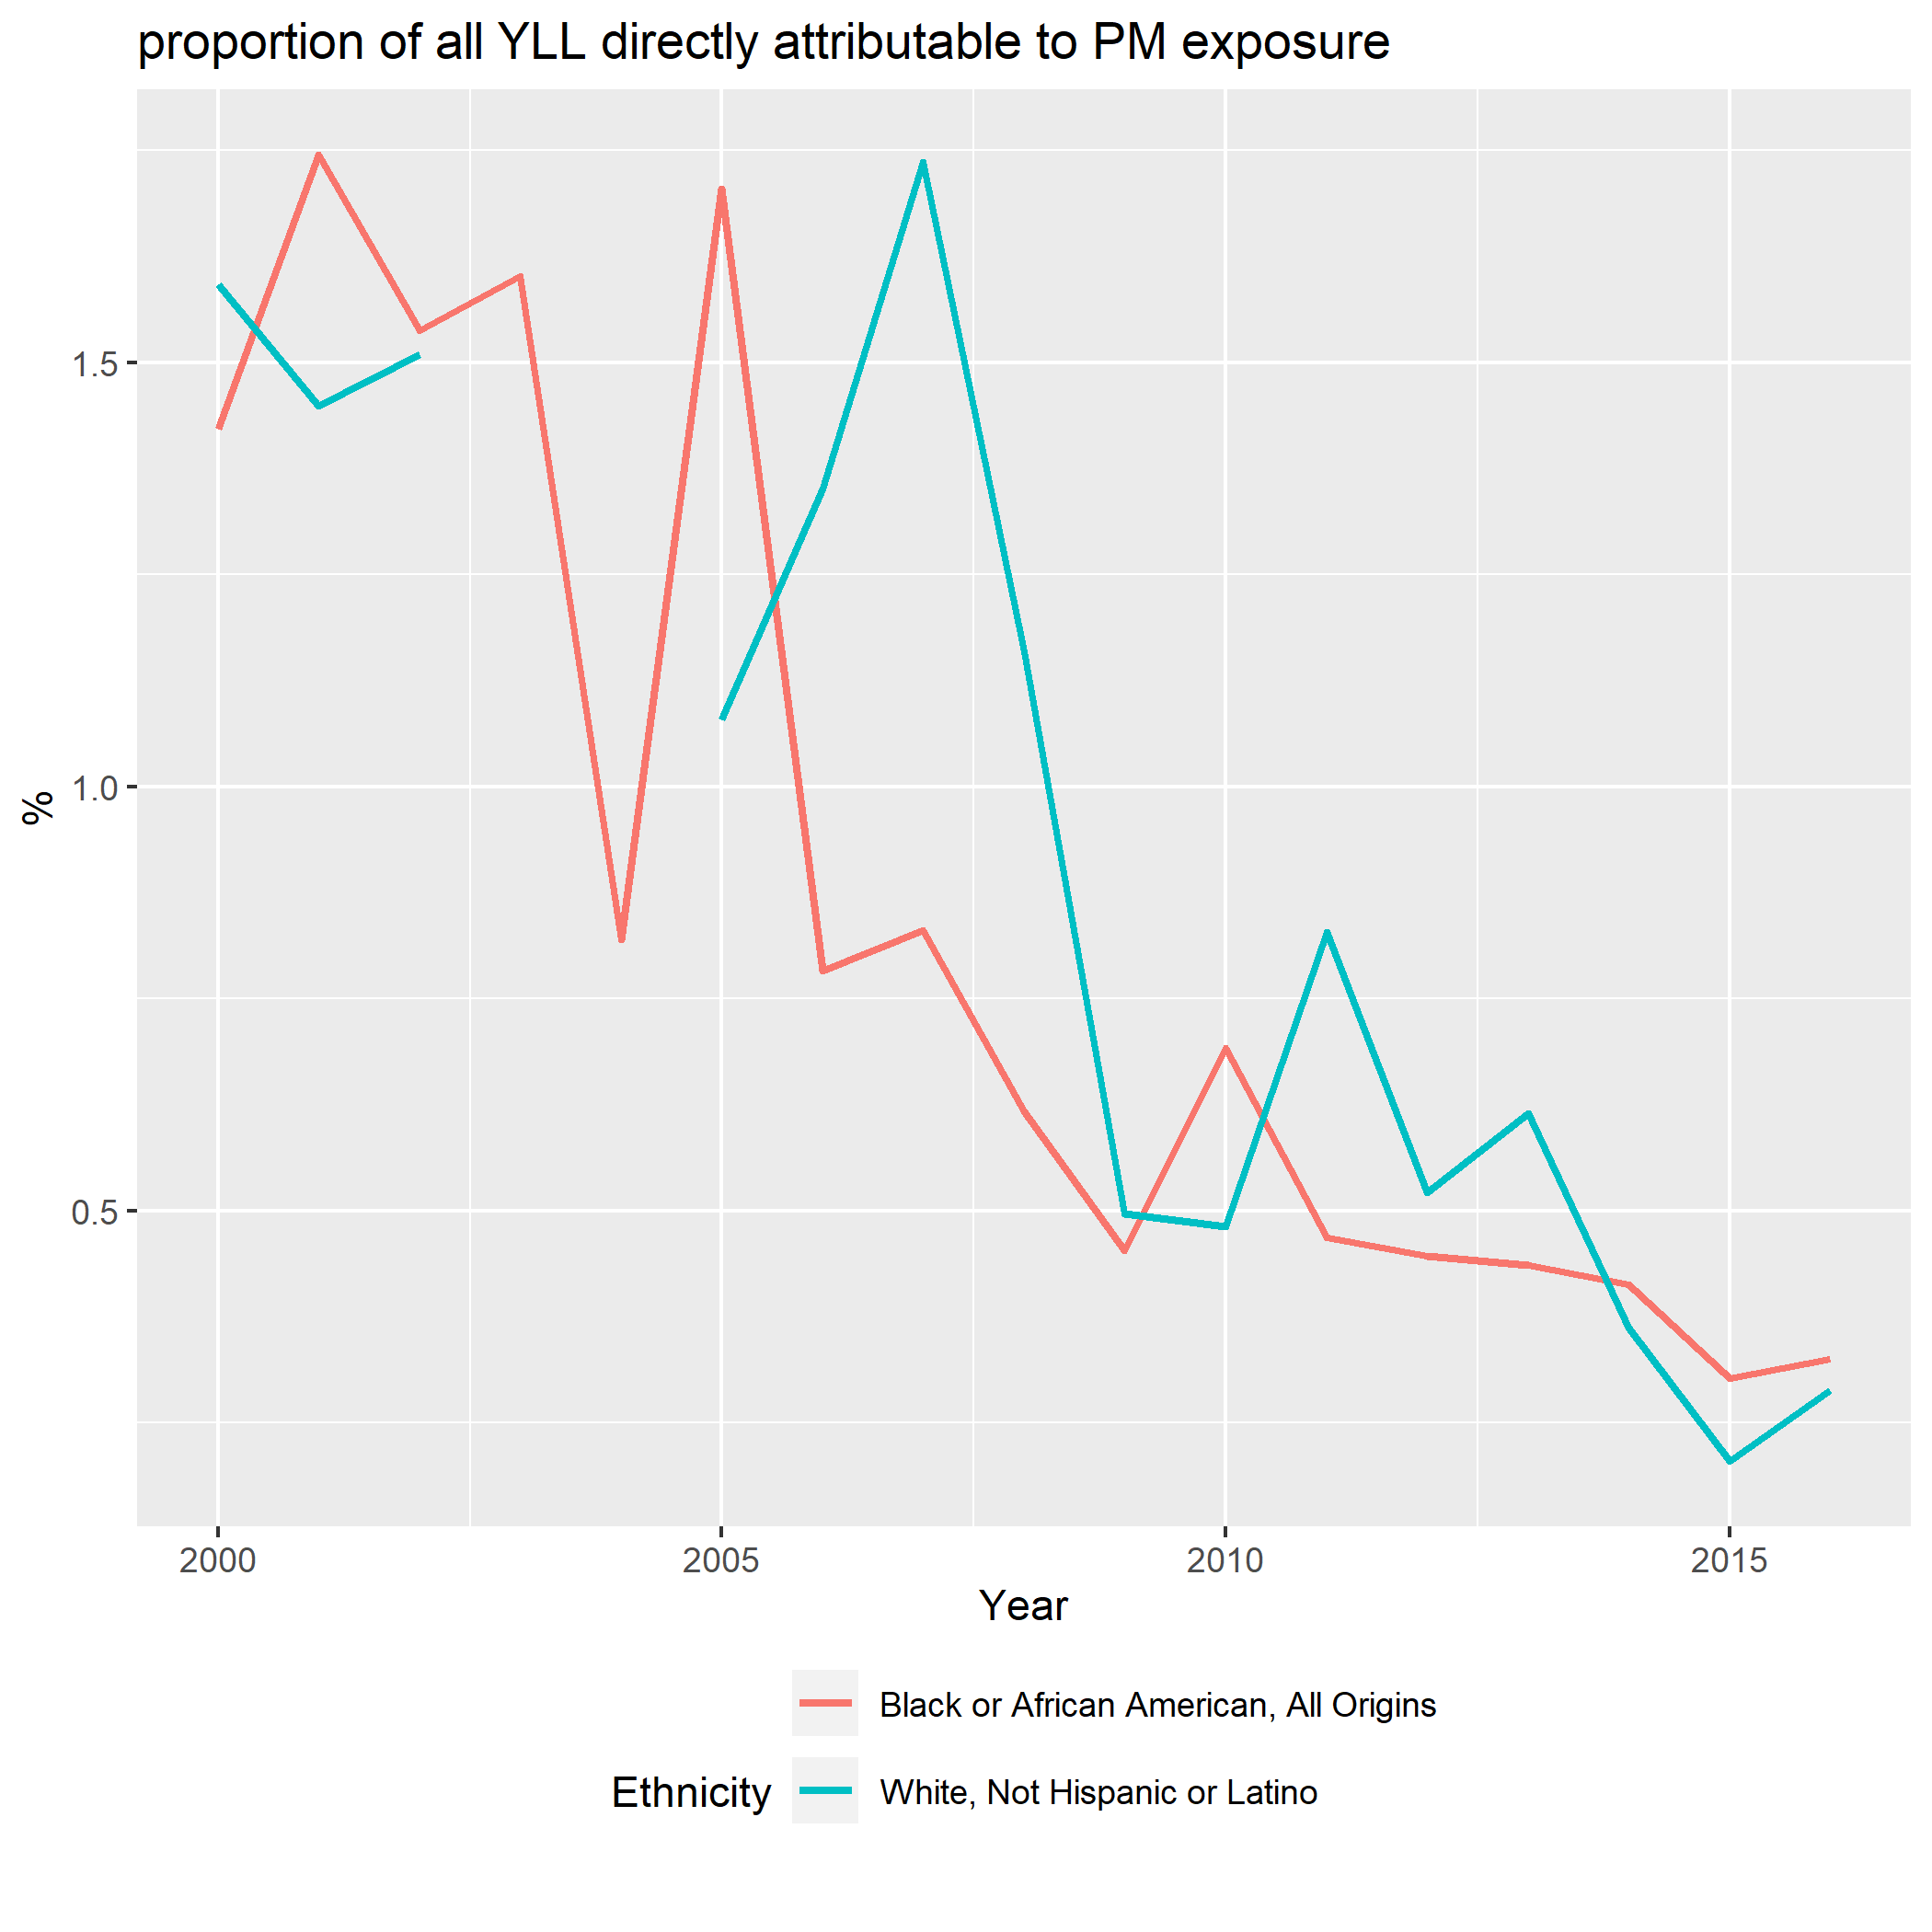 proportion of all YLL directly attributable to PM exposure
1.5
1.0
0.5
%
2000 2005 2010 2015
Year
Ethnicity
Black or African American, All Origins
White, Not Hispanic or Latino